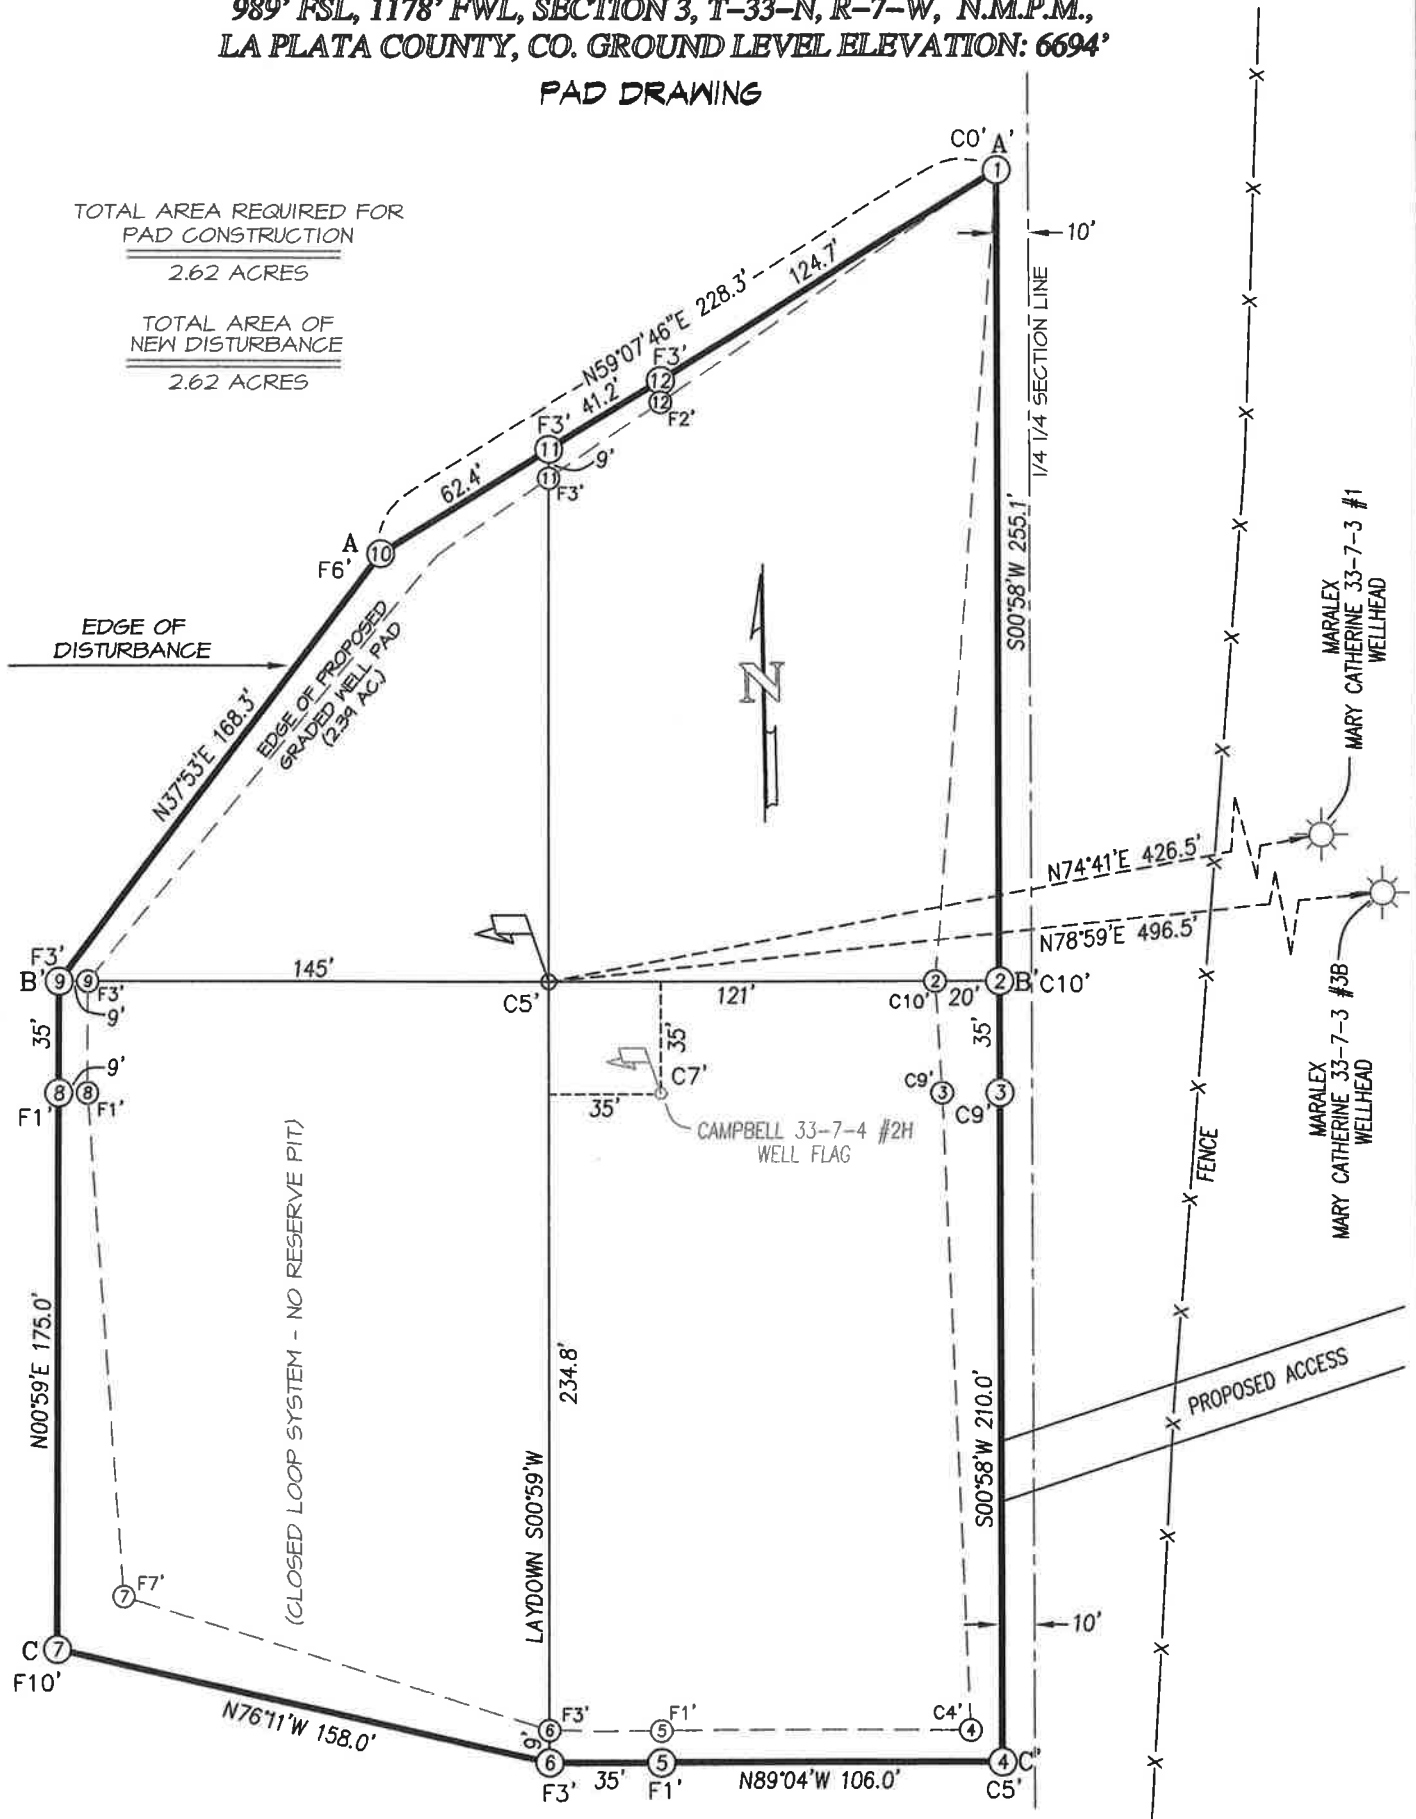 989' FSL, 1178' FWL, SECTION 3, T-33-N, R-7-W, N.M.P.M.,
LA PLATA COUNTY, CO. GROUND LEVEL ELEVATION: 6694'
PAD DRAWING
C0'
A'
1
10'
TOTAL AREA REQUIRED FOR
PAD CONSTRUCTION
2.62 ACRES
TOTAL AREA OF
NEW DISTURBANCE
2.62 ACRES
N59°07'46"E 228.3'
124.7'
1/4 1/4 SECTION LINE
F3'
12
41.2'
12
F2'
F3'
11
9'
11
F3'
62.4'
A
10
F6'
S00°58'W 255.1'
EDGE OF
DISTURBANCE
EDGE OF PROPOSED
GRADED WELL PAD
(2.39 AC.)
N37°53'E 168.3'
N
MARALEX
MARY CATHERINE 33-7-3 #1
WELLHEAD
N74°41'E 426.5'
N78°59'E 496.5'
MARALEX
MARY CATHERINE 33-7-3 #3B
WELLHEAD
F3'
B'
9
9
F3'
9'
145'
C5'
121'
2
C10'
20'
2
B'
C10'
35'
9'
8
8
F1'
F1'
35'
C7'
35'
CAMPBELL 33-7-4 #2H
WELL FLAG
35'
C9'
3
3
C9'
FENCE
N00°59'E 175.0'
(CLOSED LOOP SYSTEM - NO RESERVE PIT)
234.8'
LAYDOWN S00°59'W
S00°58'W 210.0'
PROPOSED ACCESS
7
F7'
C
7
F10'
N76°11'W 158.0'
10'
6
F3'
F1'
5
C4'
4
9'
6
F3'
35'
5
F1'
N89°04'W 106.0'
4
C'
C5'